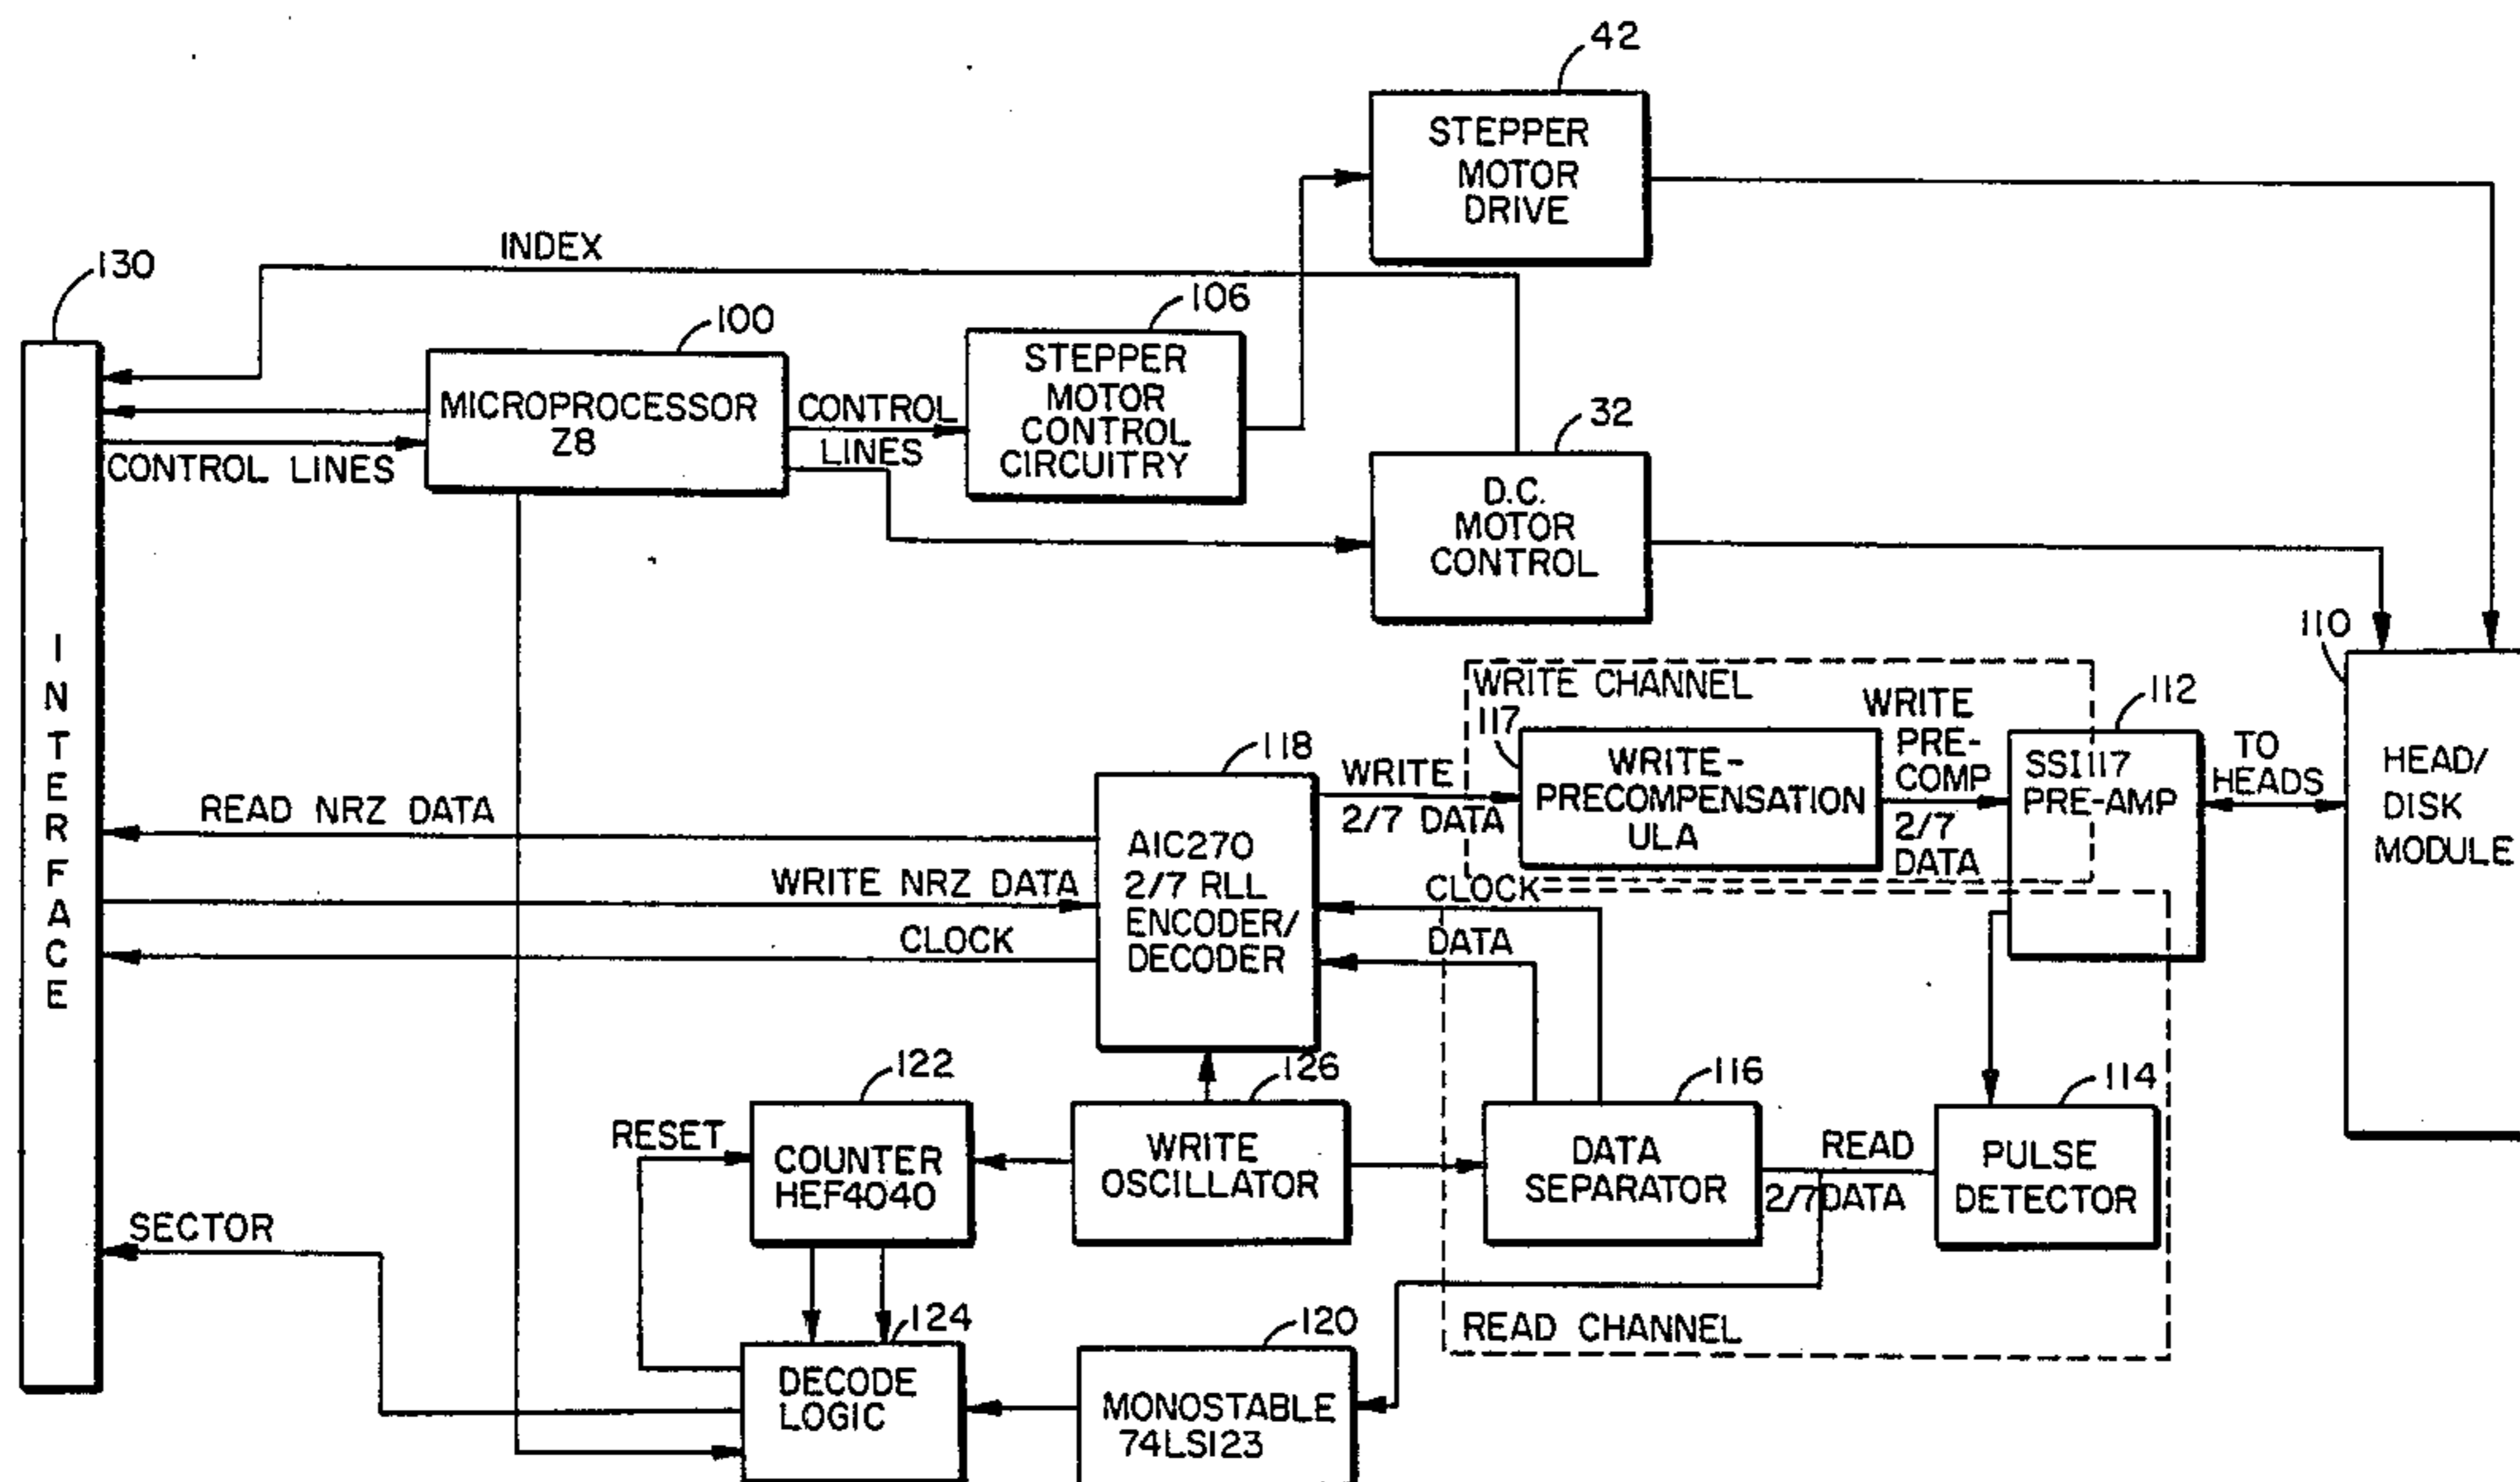 42
STEPPER
MOTOR
DRIVE
INDEX
130
100
106
MICROPROCESSOR
Z8
CONTROL
LINES
STEPPER
MOTOR
CONTROL
CIRCUITRY
32
D.C.
MOTOR
CONTROL
CONTROL LINES
INTERFACE
110
HEAD/
DISK
MODULE
WRITE CHANNEL
117
WRITE-
PRECOMPENSATION
ULA
WRITE
PRE-
COMP
2/7
DATA
112
SSI117
PRE-AMP
TO
HEADS
118
AIC270
2/7 RLL
ENCODER/
DECODER
WRITE
2/7 DATA
READ NRZ DATA
WRITE NRZ DATA
CLOCK
CLOCK
DATA
122
RESET
COUNTER
HEF4040
126
WRITE
OSCILLATOR
116
DATA
SEPARATOR
READ
2/7 DATA
114
PULSE
DETECTOR
SECTOR
124
DECODE
LOGIC
120
MONOSTABLE
74LS123
READ CHANNEL